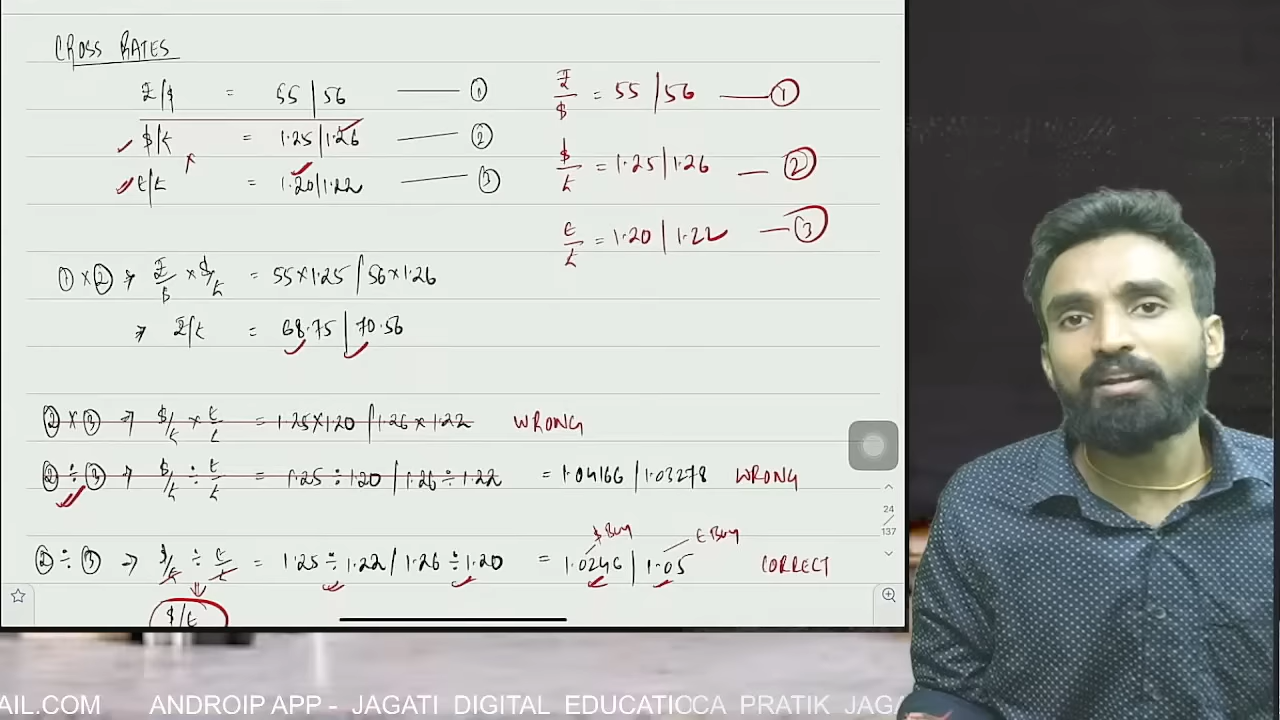 CROSS RATES
₹/$ = 55 | 56 —— ①
$/£ = 1.25 | 1.26 —— ②
€/£ = 1.20 | 1.22 —— ③
₹/$ = 55 | 56 —— ①
$/£ = 1.25 | 1.26 — ②
€/£ = 1.20 | 1.22 — ③
① × ② ⇒ ₹/$ × $/£ = 55×1.25 | 56×1.26
⇒ ₹/£ = 68.75 | 70.56
② × ③ ⇒ $/£ × €/£ = 1.25×1.20 | 1.26×1.22 WRONG
② ÷ ③ ⇒ $/£ ÷ €/£ = 1.25÷1.20 | 1.26÷1.22 = 1.04166 | 1.03278 WRONG
$ Buy € Buy
② ÷ ③ ⇒ $/£ ÷ €/£ = 1.25÷1.22 / 1.26÷1.20 = 1.0246 | 1.05 CORRECT
$/€
24
/
137
AIL.COM ANDROIP APP - JAGATI DIGITAL EDUCATIC CA PRATIK JAGA